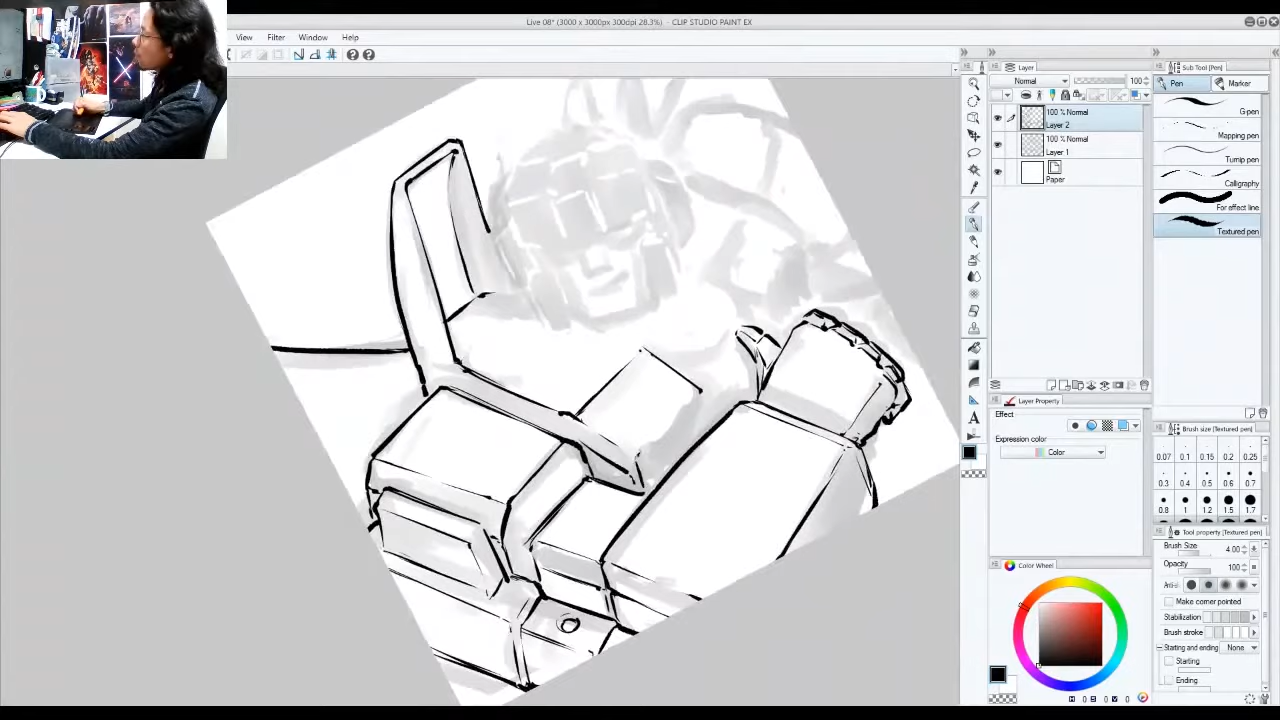 Live 08* (3000 x 3000px 300dpi 28.3%) - CLIP STUDIO PAINT EX
View Filter Window Help
Layer
Normal 100
100 % Normal
Layer 2
100 % Normal
Layer 1
Paper
Layer Property
Effect
Expression color
Color
Color Wheel
0 0 0
Sub Tool [Pen]
Pen Marker
G-pen
Mapping pen
Turnip pen
Calligraphy
For effect line
Textured pen
Brush size [Textured pen]
0.07 0.1 0.15 0.2 0.25
0.3 0.4 0.5 0.6 0.7
0.8 1 1.2 1.5 1.7
Tool property [Textured pen]
Brush Size 4.00
Opacity 100
Make corner pointed
Stabilization
Brush stroke
Starting and ending None
Starting
Ending